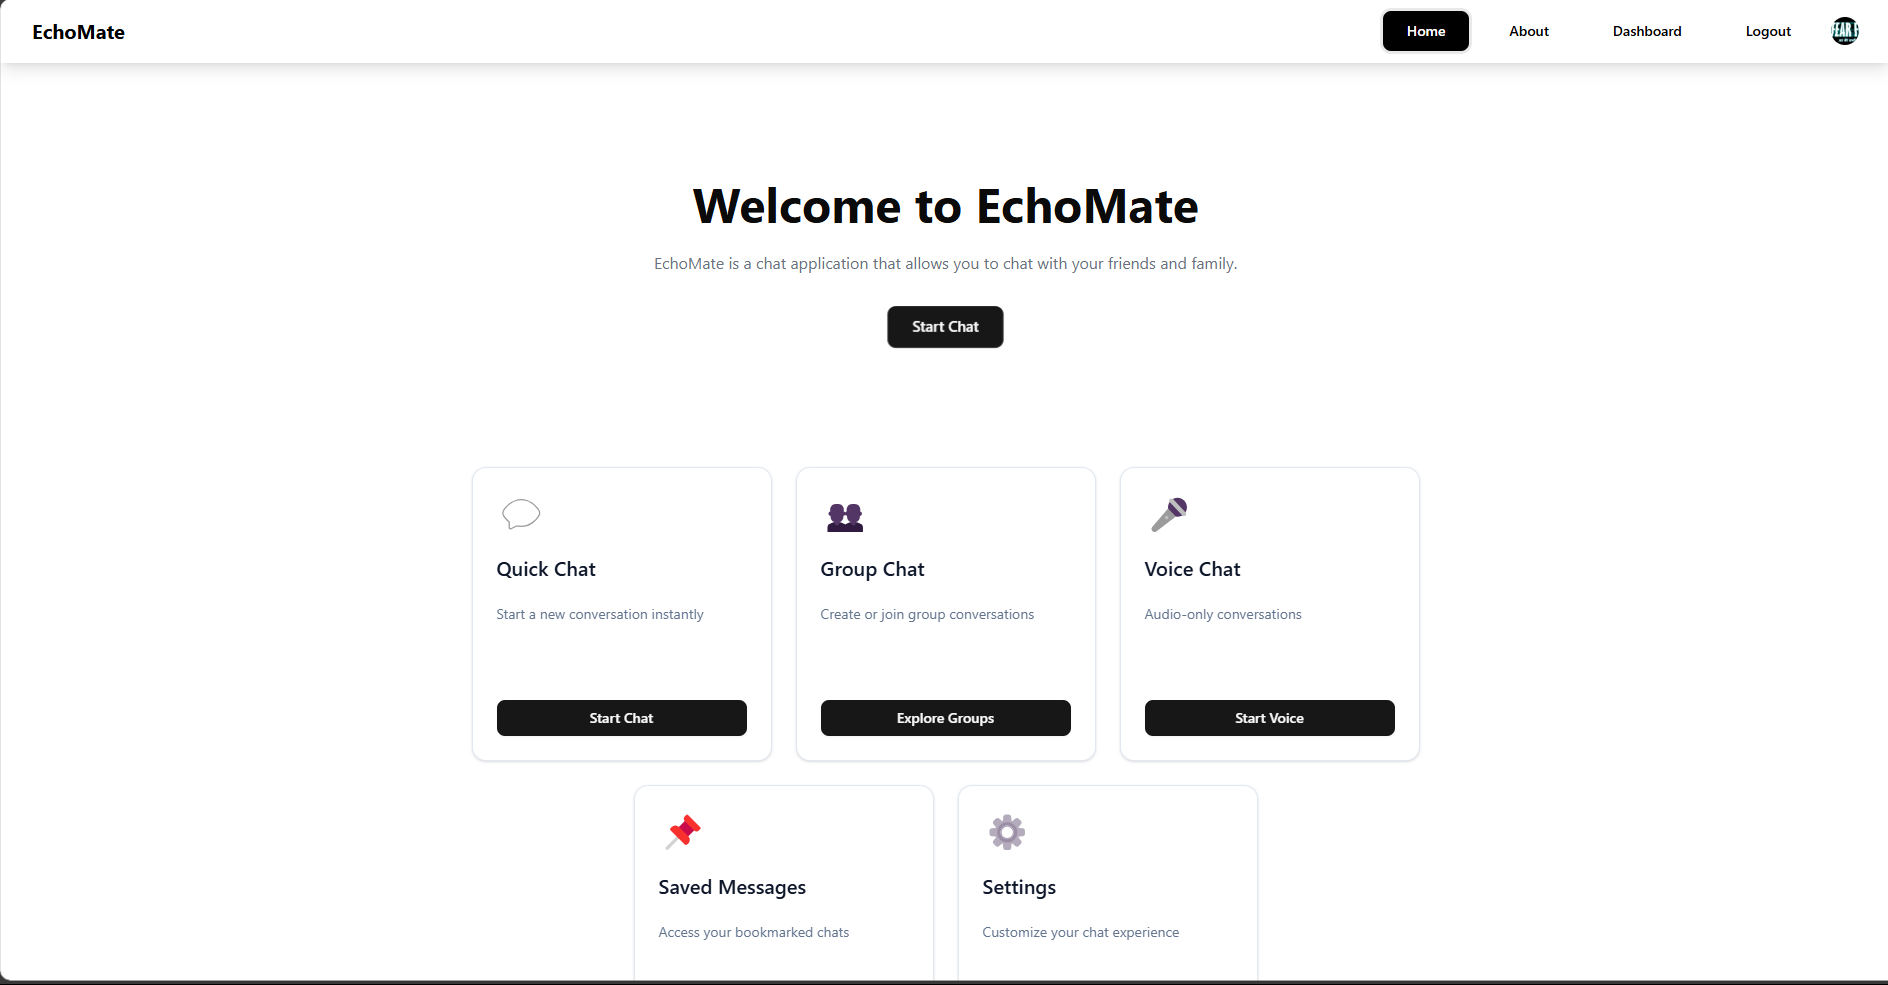 EchoMate
Home
About
Dashboard
Logout
Welcome to EchoMate
EchoMate is a chat application that allows you to chat with your friends and family.
Start Chat
Quick Chat
Start a new conversation instantly
Start Chat
Group Chat
Create or join group conversations
Explore Groups
Voice Chat
Audio-only conversations
Start Voice
Saved Messages
Access your bookmarked chats
Settings
Customize your chat experience